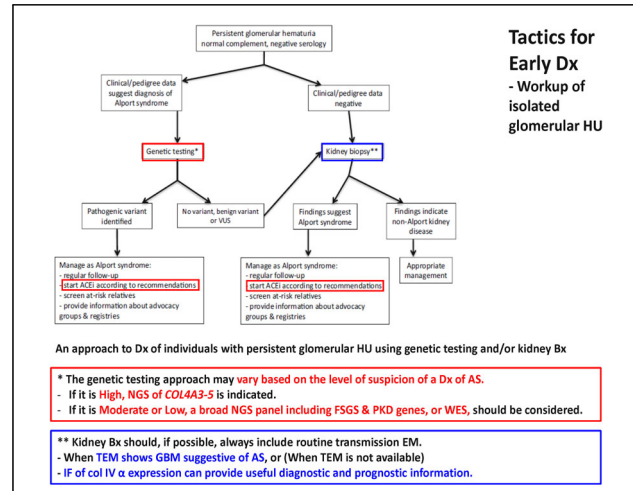 Persistent glomerular hematuria
normal complement, negative serology
Tactics for
Early Dx
- Workup of
isolated
glomerular HU
Clinical/pedigree data
suggest diagnosis of
Alport syndrome
Clinical/pedigree data
negative
Genetic testing*
Kidney biopsy**
Pathogenic variant
identified
No variant, benign variant
or VUS
Findings suggest
Alport syndrome
Findings indicate
non-Alport kidney
disease
Manage as Alport syndrome:
- regular follow-up
- start ACEi according to recommendations
- screen at-risk relatives
- provide information about advocacy
groups & registries
Manage as Alport syndrome:
- regular follow-up
- start ACEi according to recommendations
- screen at-risk relatives
- provide information about advocacy
groups & registries
Appropriate
management
An approach to Dx of individuals with persistent glomerular HU using genetic testing and/or kidney Bx
* The genetic testing approach may vary based on the level of suspicion of a Dx of AS.
- If it is High, NGS of COL4A3-5 is indicated.
- If it is Moderate or Low, a broad NGS panel including FSGS & PKD genes, or WES, should be considered.
** Kidney Bx should, if possible, always include routine transmission EM.
- When TEM shows GBM suggestive of AS, or (When TEM is not available)
- IF of col IV α expression can provide useful diagnostic and prognostic information.